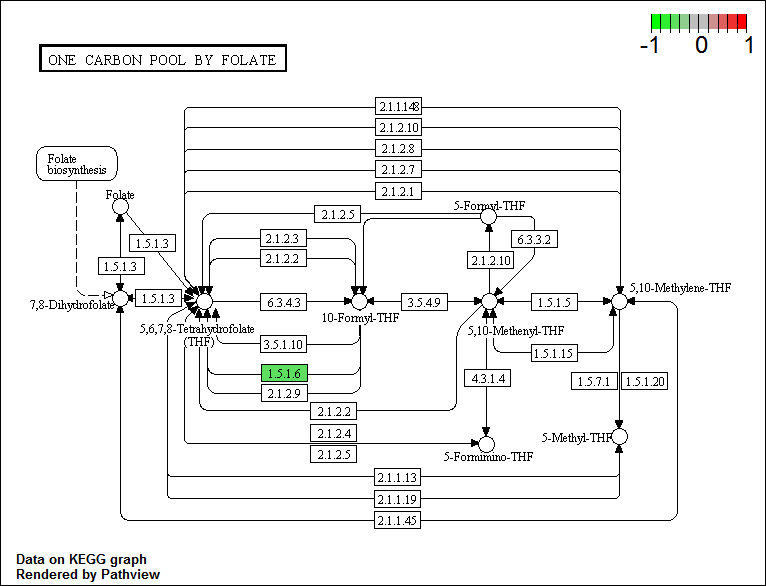 -1 0 1
ONE CARBON POOL BY FOLATE
2.1.1.148
2.1.2.10
2.1.2.8
2.1.2.7
2.1.2.1
Folate
biosynthesis
Folate
5-Formyl-THF
2.1.2.5
1.5.1.3
2.1.2.3
6.3.3.2
2.1.2.2
2.1.2.10
1.5.1.3
7,8-Dihydrofolate
1.5.1.3
6.3.4.3
3.5.4.9
1.5.1.5
5,10-Methylene-THF
10-Formyl-THF
5,6,7,8-Tetrahydrofolate
(THF)
5,10-Methenyl-THF
3.5.1.10
1.5.1.15
1.5.1.6
4.3.1.4
1.5.7.1
1.5.1.20
2.1.2.9
2.1.2.2
2.1.2.4
2.1.2.5
5-Formimino-THF
5-Methyl-THF
2.1.1.13
2.1.1.19
2.1.1.45
Data on KEGG graph
Rendered by Pathview